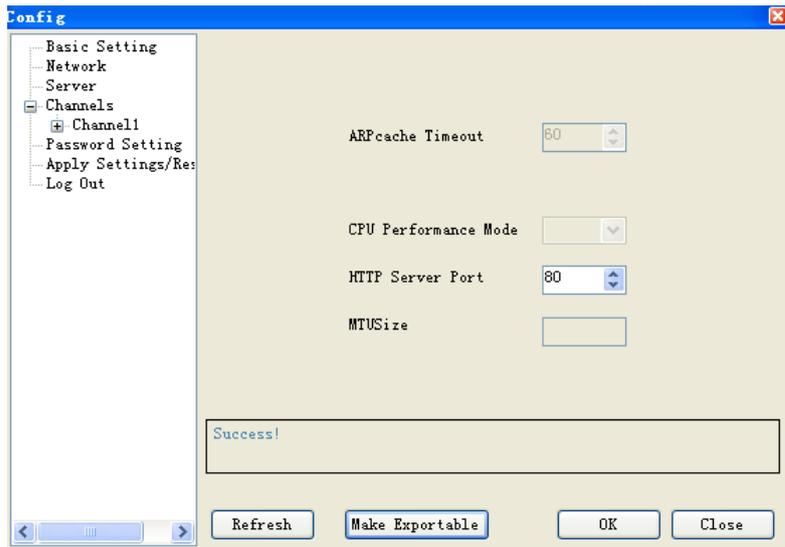 Config
Basic Setting
Network
Server
Channels
Channel1
Password Setting
Apply Settings/Res
Log Out
ARPcache Timeout
60
CPU Performance Mode
HTTP Server Port
80
MTUSize
Success!
Refresh
Make Exportable
OK
Close